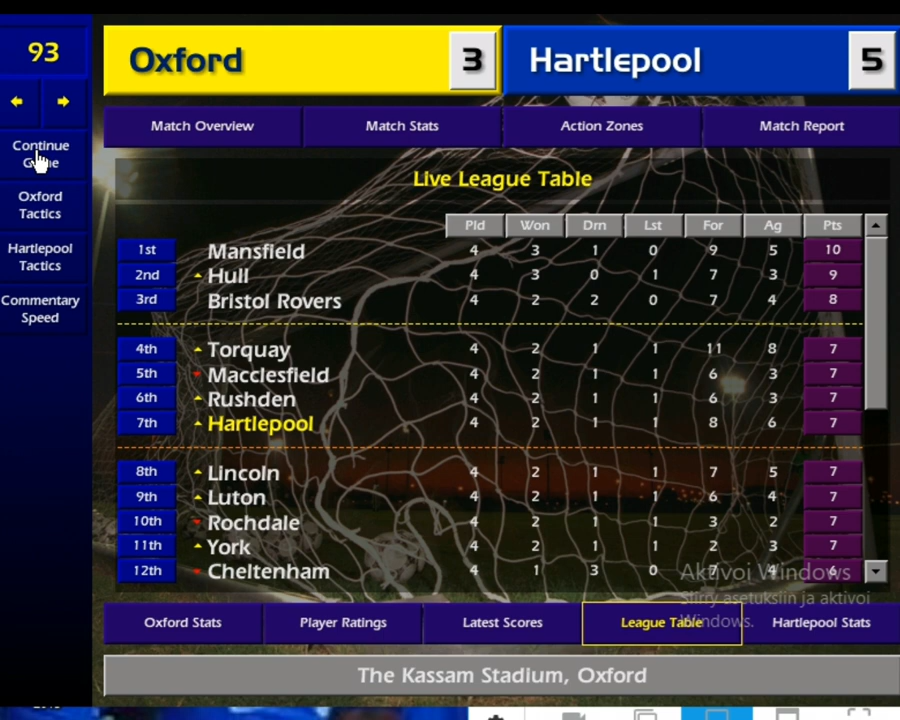 93
Oxford 3 Hartlepool 5
Match Overview Match Stats Action Zones Match Report
Continue
Game
Oxford
Tactics
Hartlepool
Tactics
Commentary
Speed
Live League Table
Pld Won Drn Lst For Ag Pts
1st Mansfield 4 3 1 0 9 5 10
2nd Hull 4 3 0 1 7 3 9
3rd Bristol Rovers 4 2 2 0 7 4 8
4th Torquay 4 2 1 1 11 8 7
5th Macclesfield 4 2 1 1 6 3 7
6th Rushden 4 2 1 1 6 3 7
7th Hartlepool 4 2 1 1 8 6 7
8th Lincoln 4 2 1 1 7 5 7
9th Luton 4 2 1 1 6 4 7
10th Rochdale 4 2 1 1 3 2 7
11th York 4 2 1 1 2 3 7
12th Cheltenham 4 1 3 0 7 4 6
Aktivoi Windows
Siirry asetuksiin ja aktivoi
Windows.
Oxford Stats Player Ratings Latest Scores League Table Hartlepool Stats
The Kassam Stadium, Oxford